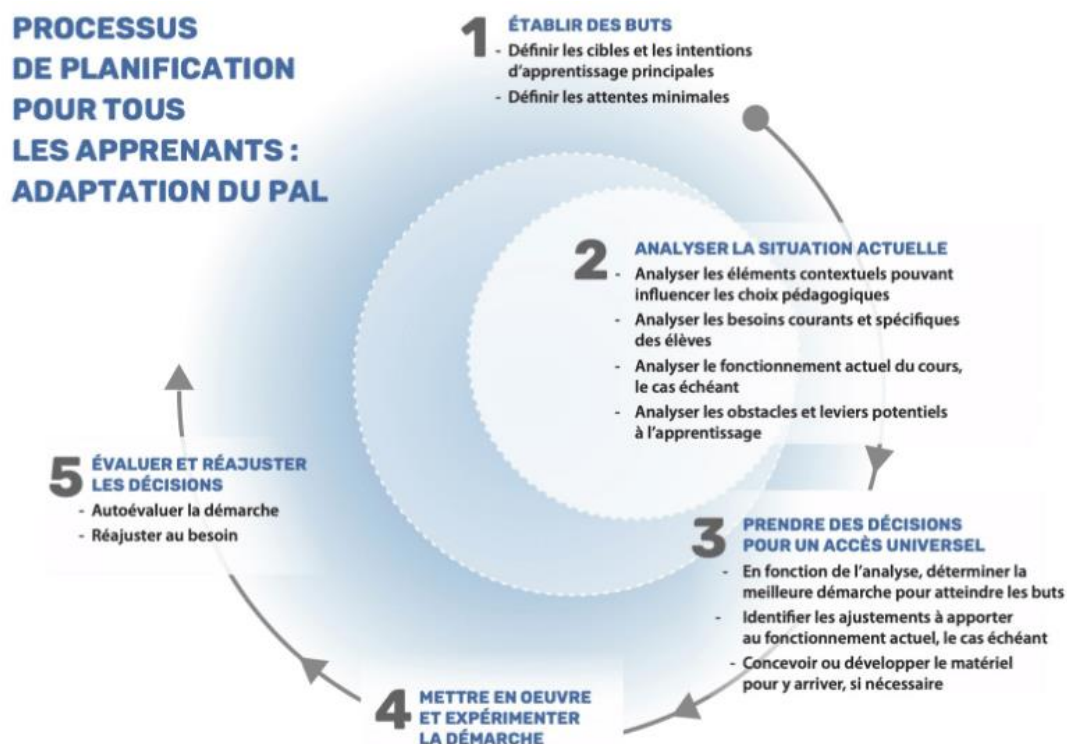 PROCESSUS
DE PLANIFICATION
POUR TOUS
LES APPRENANTS :
ADAPTATION DU PAL
1 ÉTABLIR DES BUTS
- Définir les cibles et les intentions
d'apprentissage principales
- Définir les attentes minimales
2 ANALYSER LA SITUATION ACTUELLE
- Analyser les éléments contextuels pouvant
influencer les choix pédagogiques
- Analyser les besoins courants et spécifiques
des élèves
- Analyser le fonctionnement actuel du cours,
le cas échéant
- Analyser les obstacles et leviers potentiels
à l'apprentissage
3 PRENDRE DES DÉCISIONS
POUR UN ACCÈS UNIVERSEL
- En fonction de l'analyse, déterminer la
meilleure démarche pour atteindre les buts
- Identifier les ajustements à apporter
au fonctionnement actuel, le cas échéant
- Concevoir ou développer le matériel
pour y arriver, si nécessaire
4 METTRE EN OEUVRE
ET EXPÉRIMENTER
LA DÉMARCHE
5 ÉVALUER ET RÉAJUSTER
LES DÉCISIONS
- Autoévaluer la démarche
- Réajuster au besoin